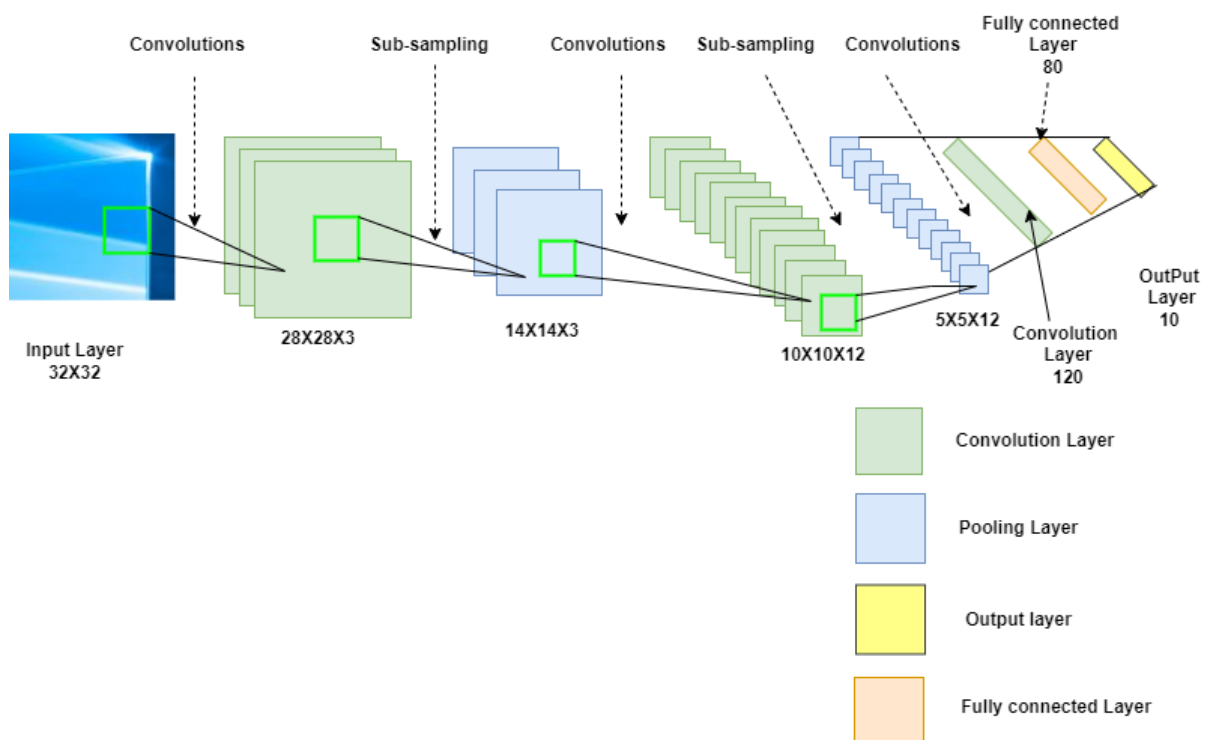 Convolutions
Sub-sampling
Convolutions
Sub-sampling
Convolutions
Fully connected
Layer
80
Input Layer
32X32
28X28X3
14X14X3
10X10X12
5X5X12
Convolution
Layer
120
OutPut
Layer
10
Convolution Layer
Pooling Layer
Output layer
Fully connected Layer